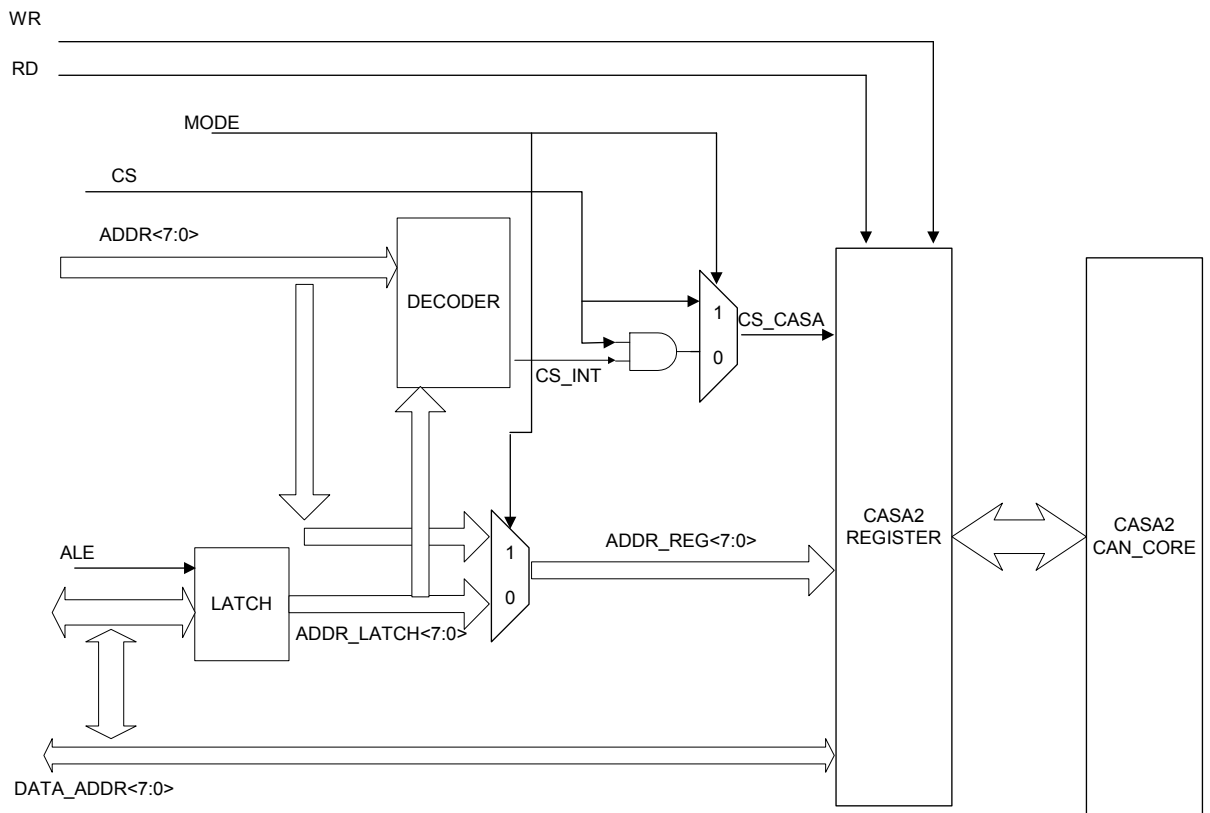 WR
RD
MODE
CS
ADDR<7:0>
DECODER
1
CS_CASA
0
CS_INT
CASA2
REGISTER
CASA2
CAN_CORE
ADDR_REG<7:0>
ALE
1
LATCH
0
ADDR_LATCH<7:0>
DATA_ADDR<7:0>